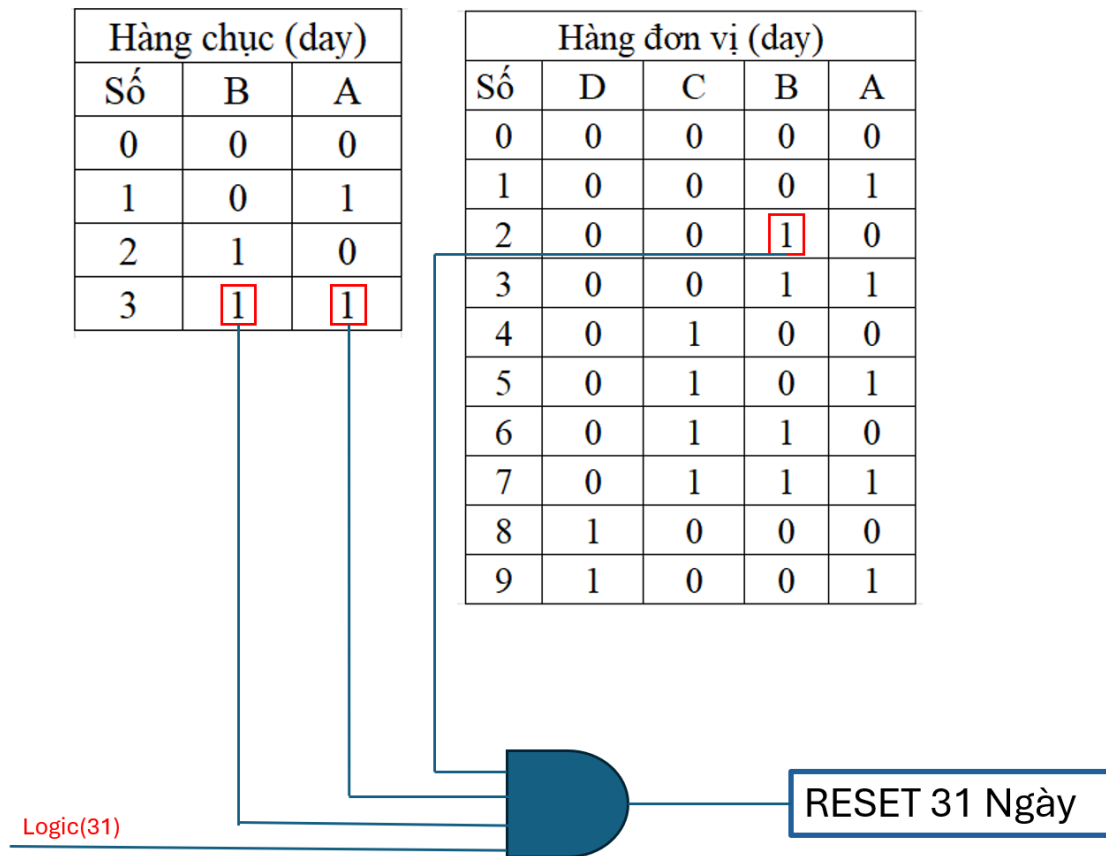 Hàng chục (day)
Số B A
0 0 0
1 0 1
2 1 0
3 1 1
Hàng đơn vị (day)
Số D C B A
0 0 0 0 0
1 0 0 0 1
2 0 0 1 0
3 0 0 1 1
4 0 1 0 0
5 0 1 0 1
6 0 1 1 0
7 0 1 1 1
8 1 0 0 0
9 1 0 0 1
Logic(31)
RESET 31 Ngày